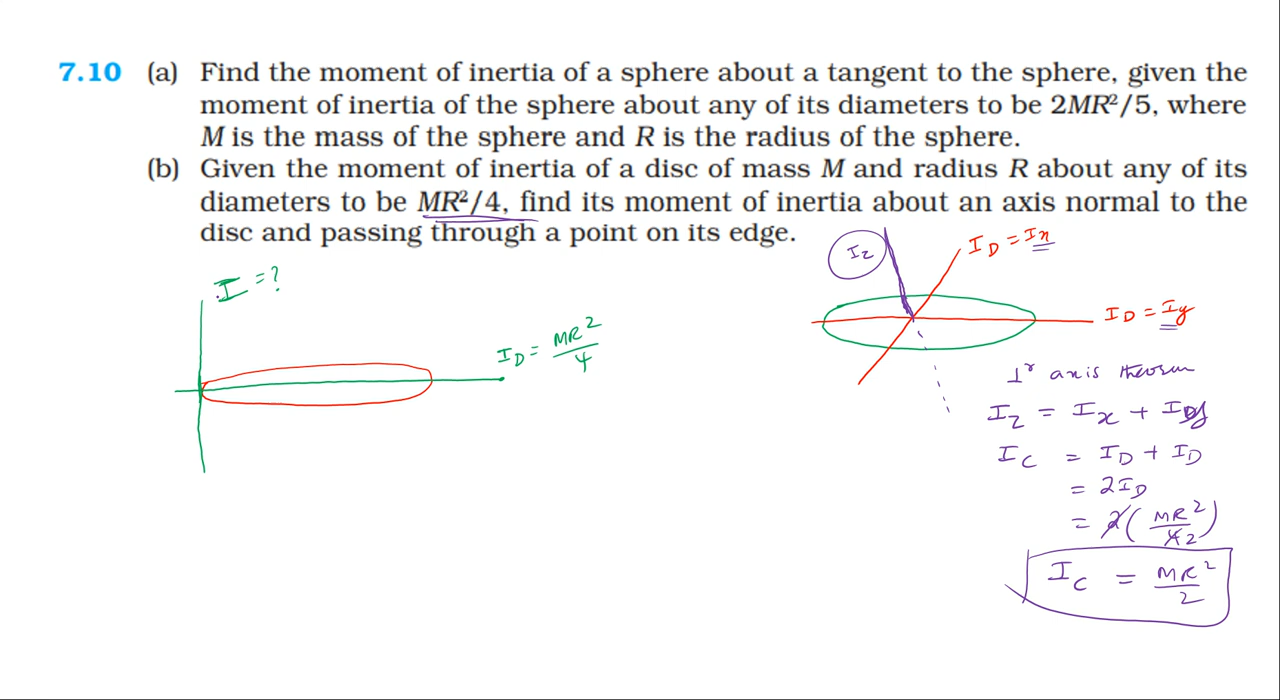 7.10 (a) Find the moment of inertia of a sphere about a tangent to the sphere, given the
moment of inertia of the sphere about any of its diameters to be 2MR²/5, where
M is the mass of the sphere and R is the radius of the sphere.
(b) Given the moment of inertia of a disc of mass M and radius R about any of its
diameters to be MR²/4, find its moment of inertia about an axis normal to the
disc and passing through a point on its edge.
I = ?
I_D = MR²/4
I_z
I_D = I_x
I_D = I_y
⊥r axis theorem
I_z = I_x + I_y
I_C = I_D + I_D
= 2I_D
= 2(MR²/4 2)
I_C = MR²/2